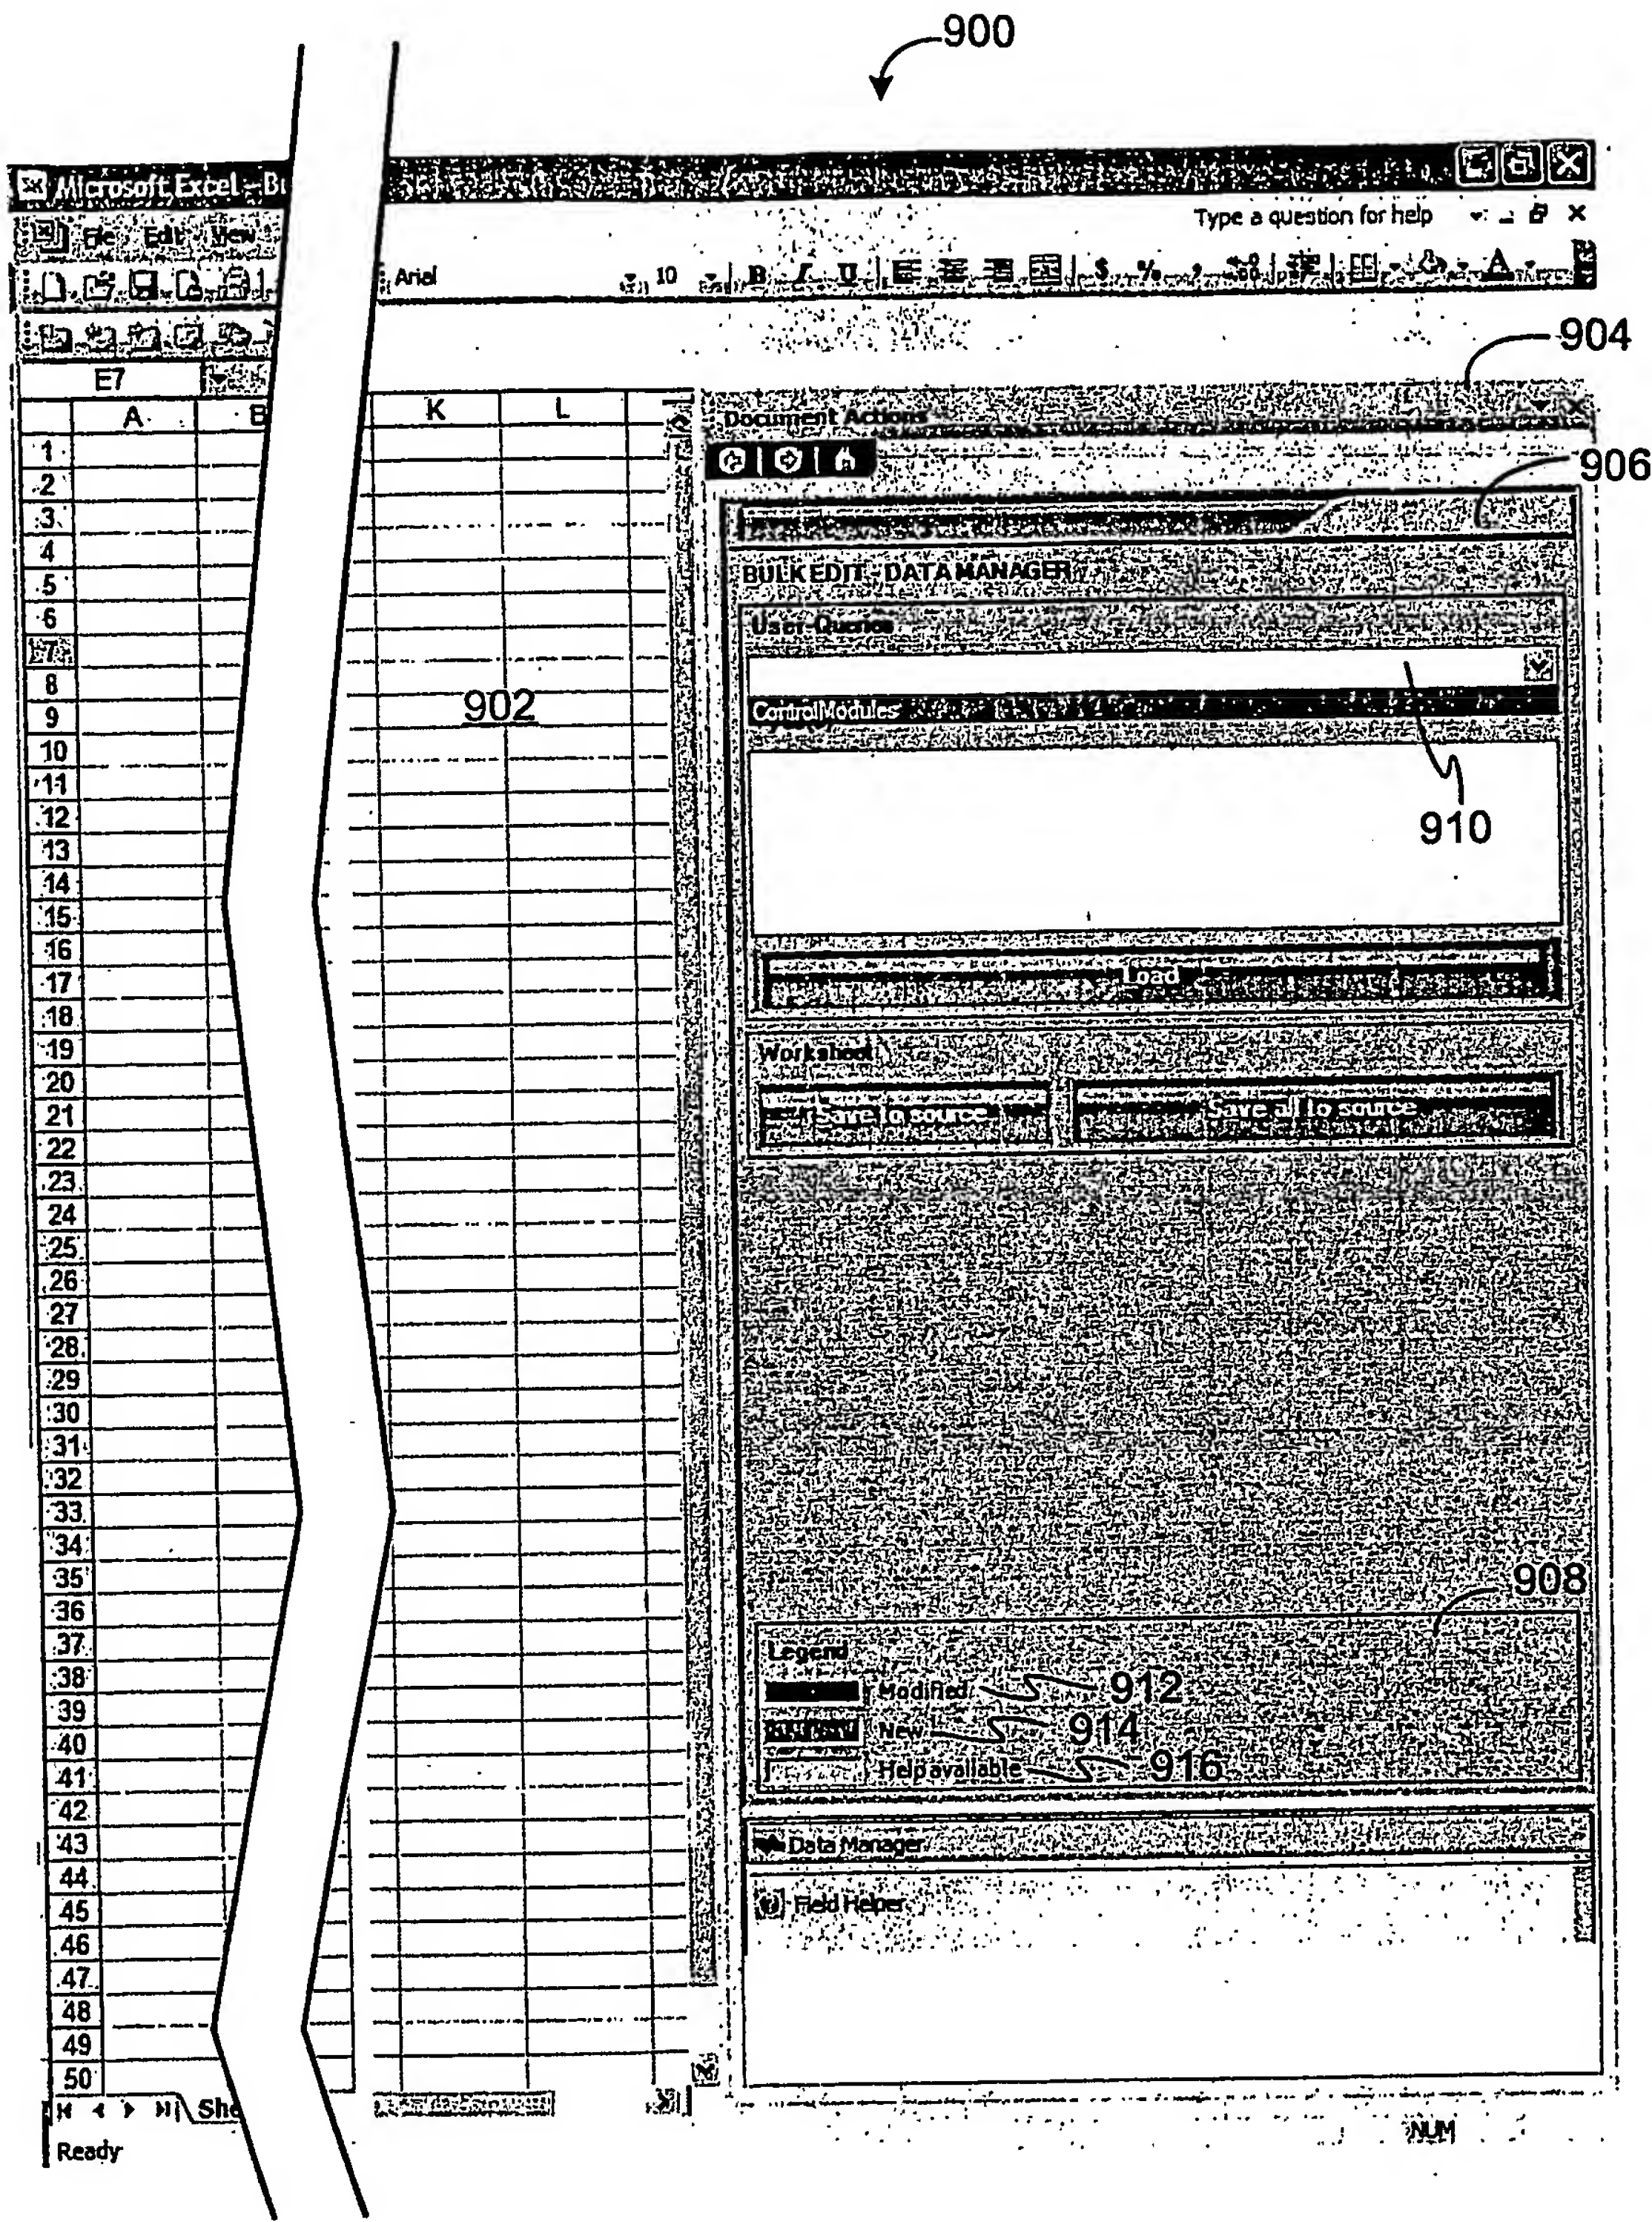 900
Microsoft Excel - B
Type a question for help
File Edit View
Arial 10 B I U $ % ,
904
E7
A B K L
Document Actions
906
1
2
3
4
5
6
7
8
9
10
11
12
13
14
15
16
17
18
19
20
21
22
23
24
25
26
27
28
29
30
31
32
33
34
35
36
37
38
39
40
41
42
43
44
45
46
47
48
49
50
902
BULK EDIT - DATA MANAGER
User Queries
ControlModules
910
Load
Worksheet
Save to source Save all to source
908
Legend
Modified 912
New 914
Help available 916
Data Manager
Field Helper
She
Ready
NUM